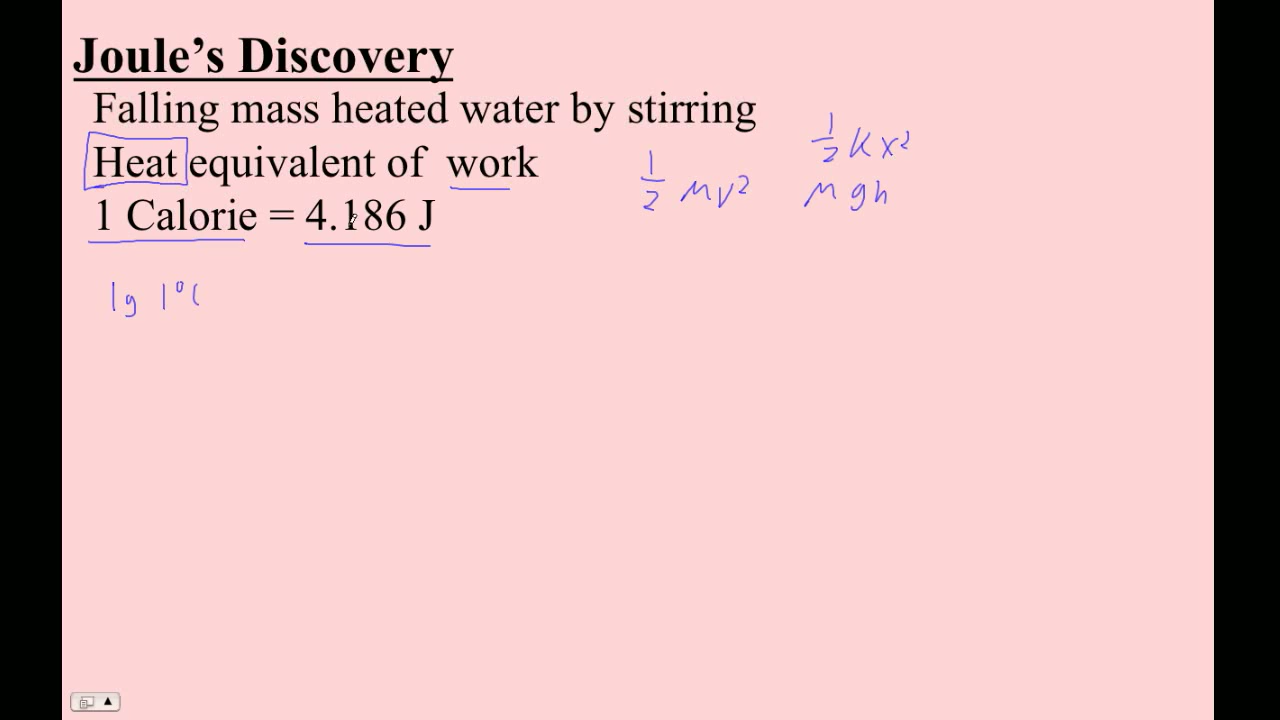 Joule's Discovery
Falling mass heated water by stirring
Heat equivalent of work
1 Calorie = 4.186 J
1/2 mv²
1/2 kx²
mgh
1g 1°C